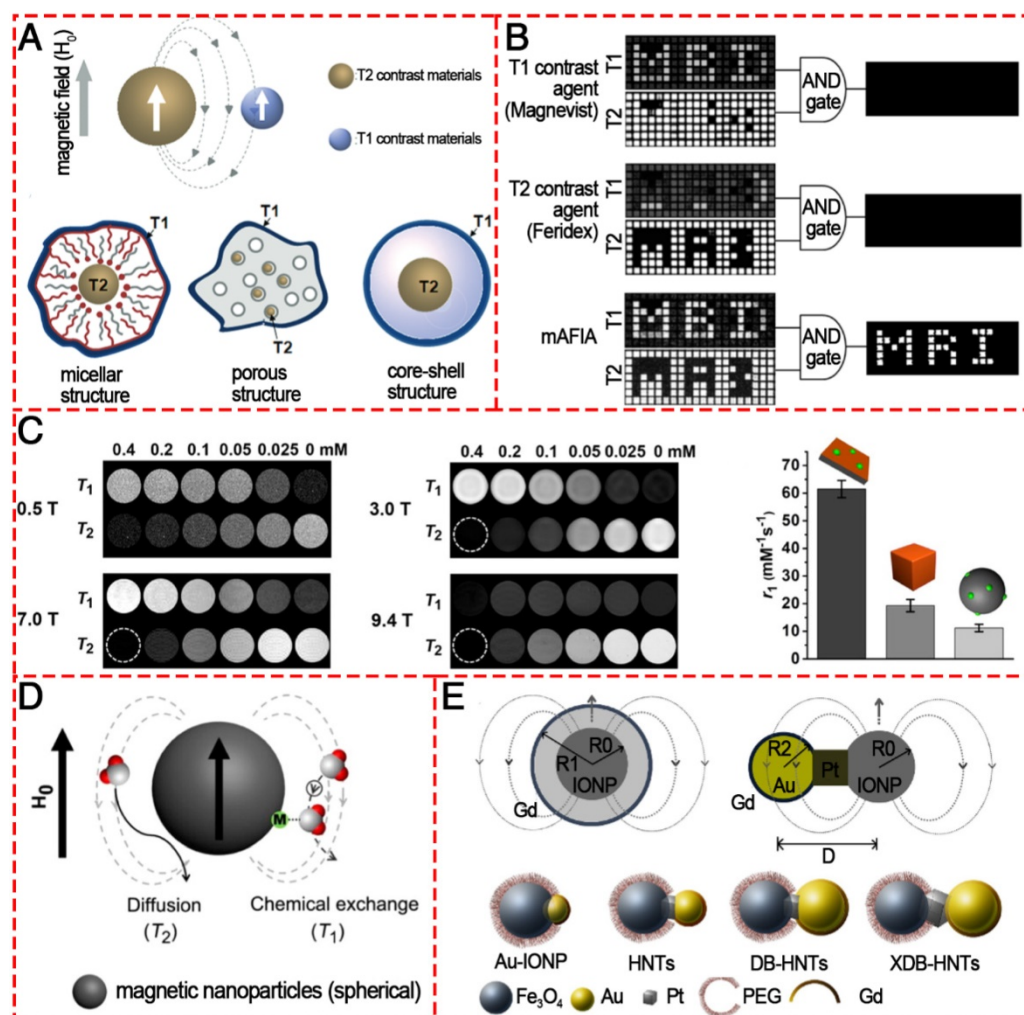 A
magnetic field (H0)
T2 contrast materials
T1 contrast materials
T1
T2
micellar
structure
T1
T2
porous
structure
T1
T2
core-shell
structure
B
T1 contrast
agent
(Magnevist)
T1
T2
AND
gate
T2 contrast
agent
(Feridex)
T1
T2
AND
gate
mAFIA
T1
T2
AND
gate
MRI
C
0.4 0.2 0.1 0.05 0.025 0 mM
0.5 T
T1
T2
7.0 T
T1
T2
0.4 0.2 0.1 0.05 0.025 0 mM
3.0 T
T1
T2
9.4 T
T1
T2
r1 (mM-1s-1)
70
60
50
40
30
20
10
0
D
H0
M
Diffusion
(T2)
Chemical exchange
(T1)
magnetic nanoparticles (spherical)
E
R1
R0
IONP
Gd
R2
Au
Pt
R0
IONP
Gd
D
Au-IONP
HNTs
DB-HNTs
XDB-HNTs
Fe3O4
Au
Pt
PEG
Gd